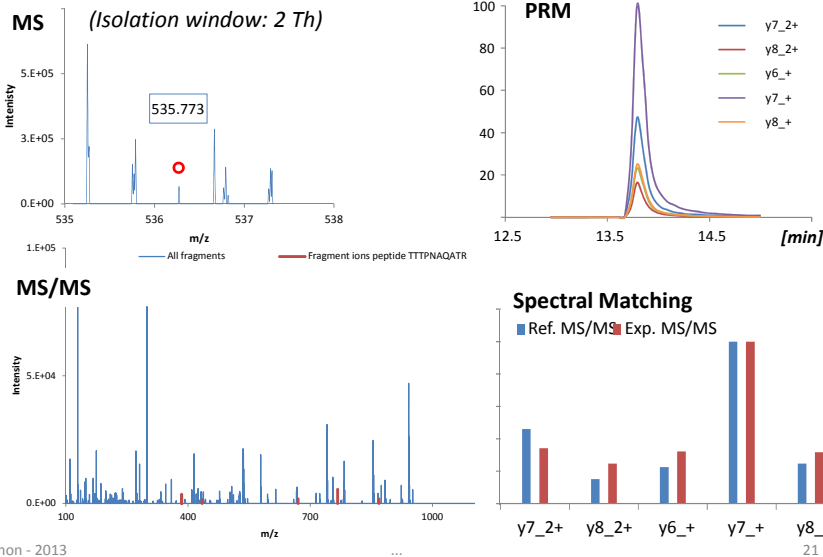 MS
(Isolation window: 2 Th)
Intenisty
5.E+05
3.E+05
0.E+00
535.773
535
536
537
538
m/z
PRM
100
80
60
40
20
y7_2+
y8_2+
y6_+
y7_+
y8_+
12.5
13.5
14.5
[min]
1.E+05
All fragments
Fragment ions peptide TTTPNAQATR
MS/MS
Intensity
5.E+04
0.E+00
100
400
700
1000
m/z
Spectral Matching
Ref. MS/MS
Exp. MS/MS
y7_2+
y8_2+
y6_+
y7_+
y8_
mon - 2013
...
21